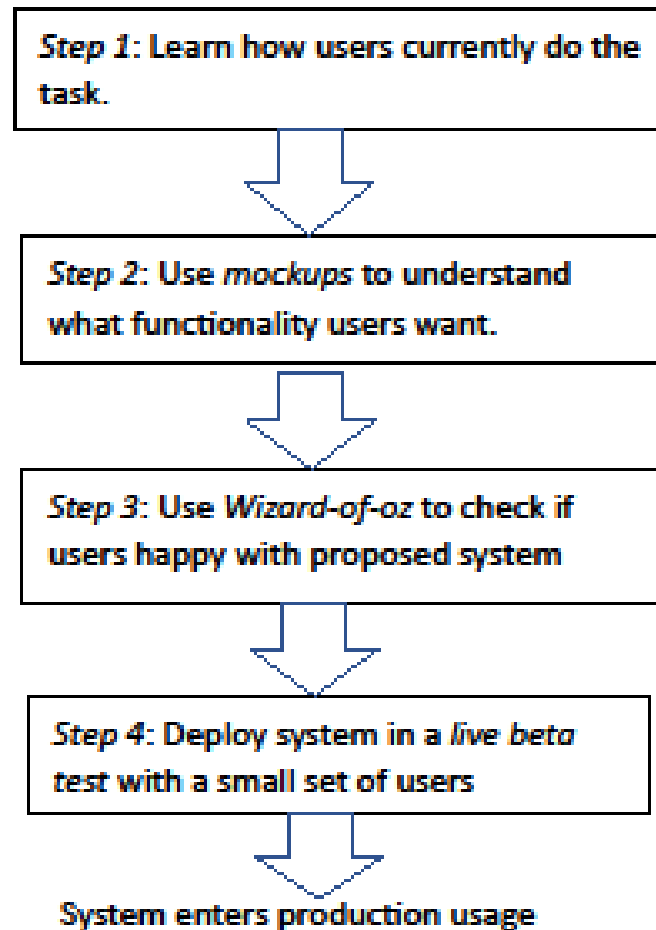 Step 1: Learn how users currently do the
task.
Step 2: Use mockups to understand
what functionality users want.
Step 3: Use Wizard-of-oz to check if
users happy with proposed system
Step 4: Deploy system in a live beta
test with a small set of users
System enters production usage